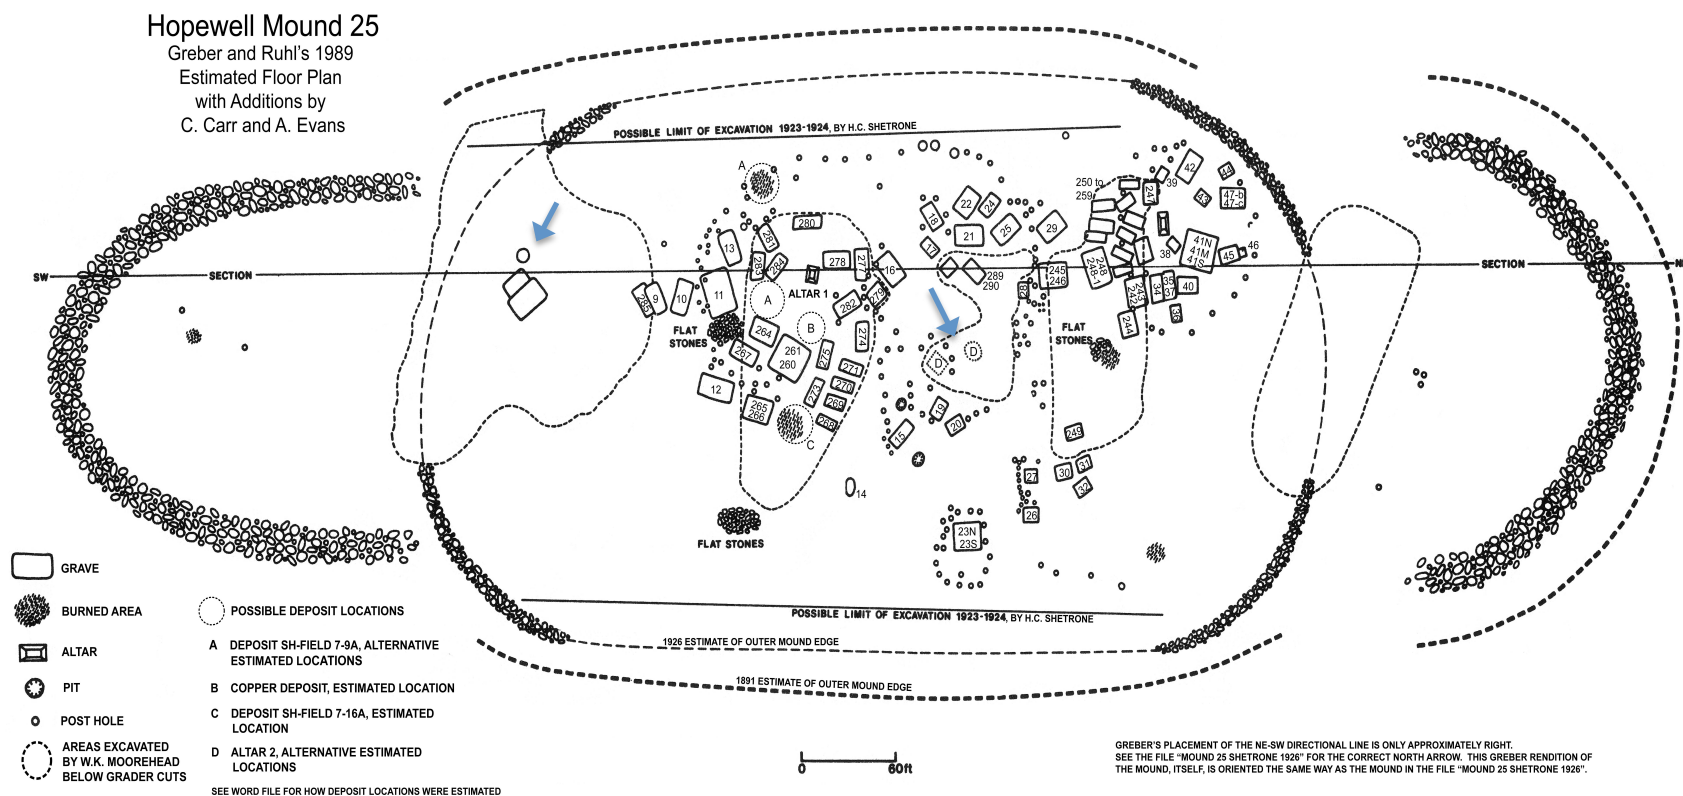 Hopewell Mound 25
Greber and Ruhl's 1989
Estimated Floor Plan
with Additions by
C. Carr and A. Evans
POSSIBLE LIMIT OF EXCAVATION 1923-1924, BY H.C. SHETRONE
A
42
44
250 to
259
39
247
43
47-b
47-c
22
24
18
280
21
25
29
281
13
17
41N
41M
41S
46
38
45
283
284
278
277
16
SW
SECTION
SECTION
NE
289
290
245
246
248
248-1
ALTAR 1
285
9
10
11
A
282
279
28
242
243
34
35
37
40
36
FLAT
STONES
264
B
274
FLAT
STONES
244
267
261
260
275
D
D
271
270
12
273
269
265
266
268
C
19
20
15
249
27
30
31
32
14
26
FLAT STONES
23N
23S
GRAVE
BURNED AREA
ALTAR
PIT
POST HOLE
AREAS EXCAVATED
BY W.K. MOOREHEAD
BELOW GRADER CUTS
POSSIBLE DEPOSIT LOCATIONS
A DEPOSIT SH-FIELD 7-9A, ALTERNATIVE
ESTIMATED LOCATIONS
B COPPER DEPOSIT, ESTIMATED LOCATION
C DEPOSIT SH-FIELD 7-16A, ESTIMATED
LOCATION
D ALTAR 2, ALTERNATIVE ESTIMATED
LOCATIONS
SEE WORD FILE FOR HOW DEPOSIT LOCATIONS WERE ESTIMATED
POSSIBLE LIMIT OF EXCAVATION 1923-1924, BY H.C. SHETRONE
1926 ESTIMATE OF OUTER MOUND EDGE
1891 ESTIMATE OF OUTER MOUND EDGE
0 60ft
GREBER'S PLACEMENT OF THE NE-SW DIRECTIONAL LINE IS ONLY APPROXIMATELY RIGHT.
SEE THE FILE "MOUND 25 SHETRONE 1926" FOR THE CORRECT NORTH ARROW. THIS GREBER RENDITION OF
THE MOUND, ITSELF, IS ORIENTED THE SAME WAY AS THE MOUND IN THE FILE "MOUND 25 SHETRONE 1926".